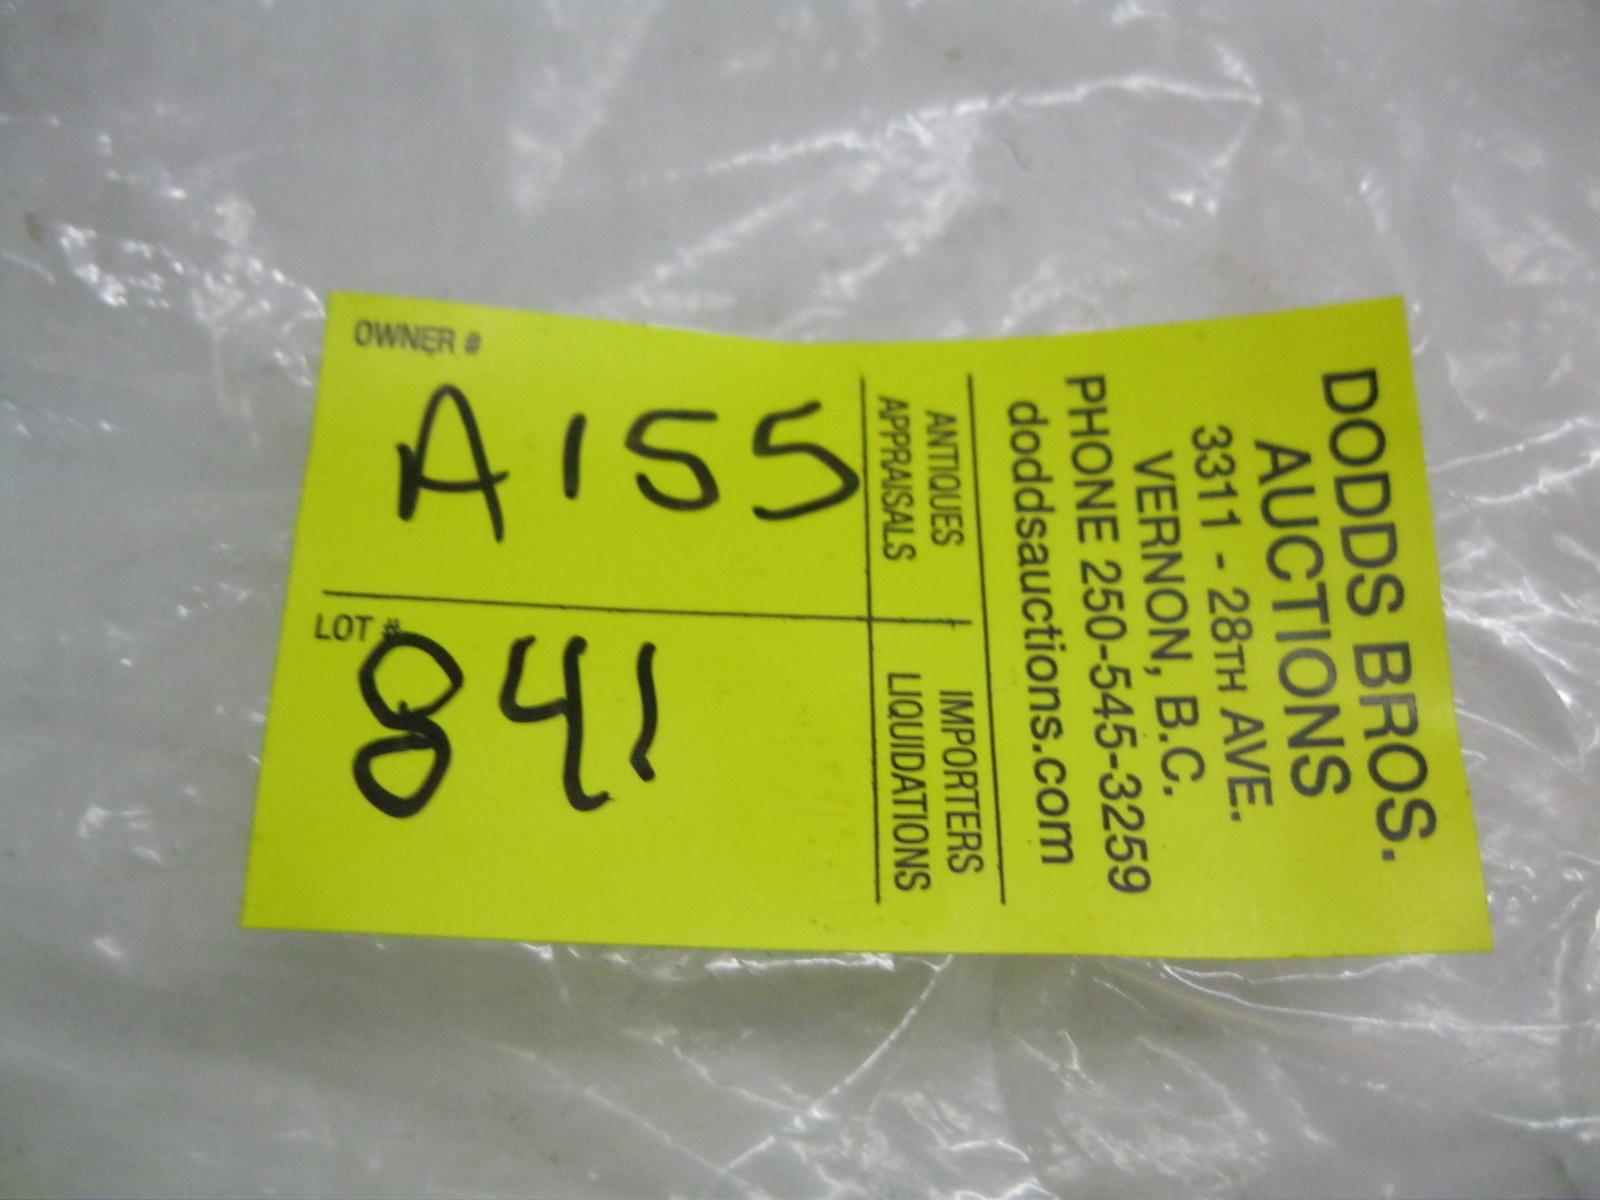 DODDS BROS.
AUCTIONS
3311 - 28TH AVE.
VERNON, B.C.
PHONE 250-545-3259
doddsauctions.com
ANTIQUES IMPORTERS
APPRAISALS LIQUIDATIONS
OWNER #
A155
LOT #
841